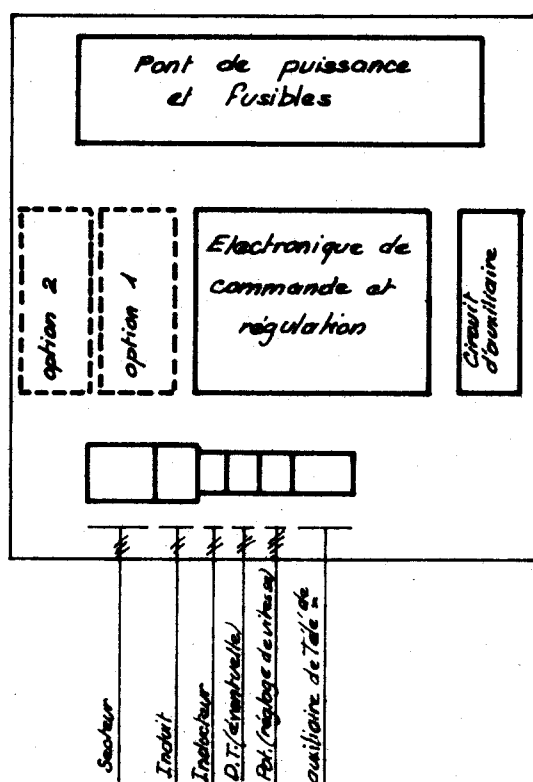 Pont de puissance
et fusibles
option 2
option 1
Electronique de
commande et
régulation
Circuit
d'auxiliaire
Secteur
Induit
Inducteur
D.T. (éventuelle)
Pot. (réglage de vitesse)
auxiliaire de